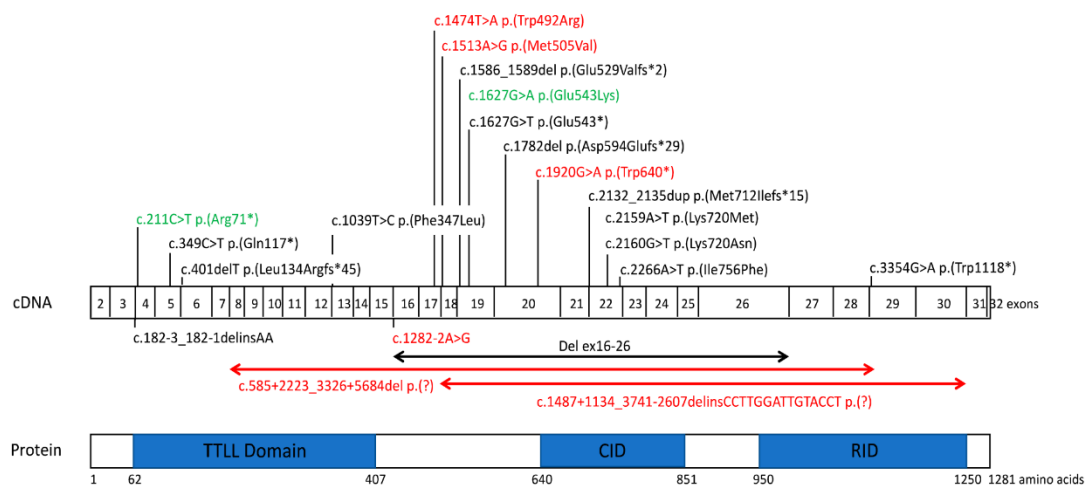 c.1474T>A p.(Trp492Arg)
c.1513A>G p.(Met505Val)
c.1586_1589del p.(Glu529Valfs*2)
c.1627G>A p.(Glu543Lys)
c.1627G>T p.(Glu543*)
c.1782del p.(Asp594Glufs*29)
c.1920G>A p.(Trp640*)
c.2132_2135dup p.(Met712Ilefs*15)
c.211C>T p.(Arg71*)
c.1039T>C p.(Phe347Leu)
c.2159A>T p.(Lys720Met)
c.349C>T p.(Gln117*)
c.2160G>T p.(Lys720Asn)
c.401delT p.(Leu134Argfs*45)
c.2266A>T p.(Ile756Phe)
c.3354G>A p.(Trp1118*)
cDNA 2 3 4 5 6 7 8 9 10 11 12 13 14 15 16 17 18 19 20 21 22 23 24 25 26 27 28 29 30 31 32 exons
c.182-3_182-1delinsAA
c.1282-2A>G
Del ex16-26
c.585+2223_3326+5684del p.(?)
c.1487+1134_3741-2607delinsCCTTGGATTGTACCT p.(?)
Protein TTLL Domain CID RID
1 62 407 640 851 950 1250 1281 amino acids